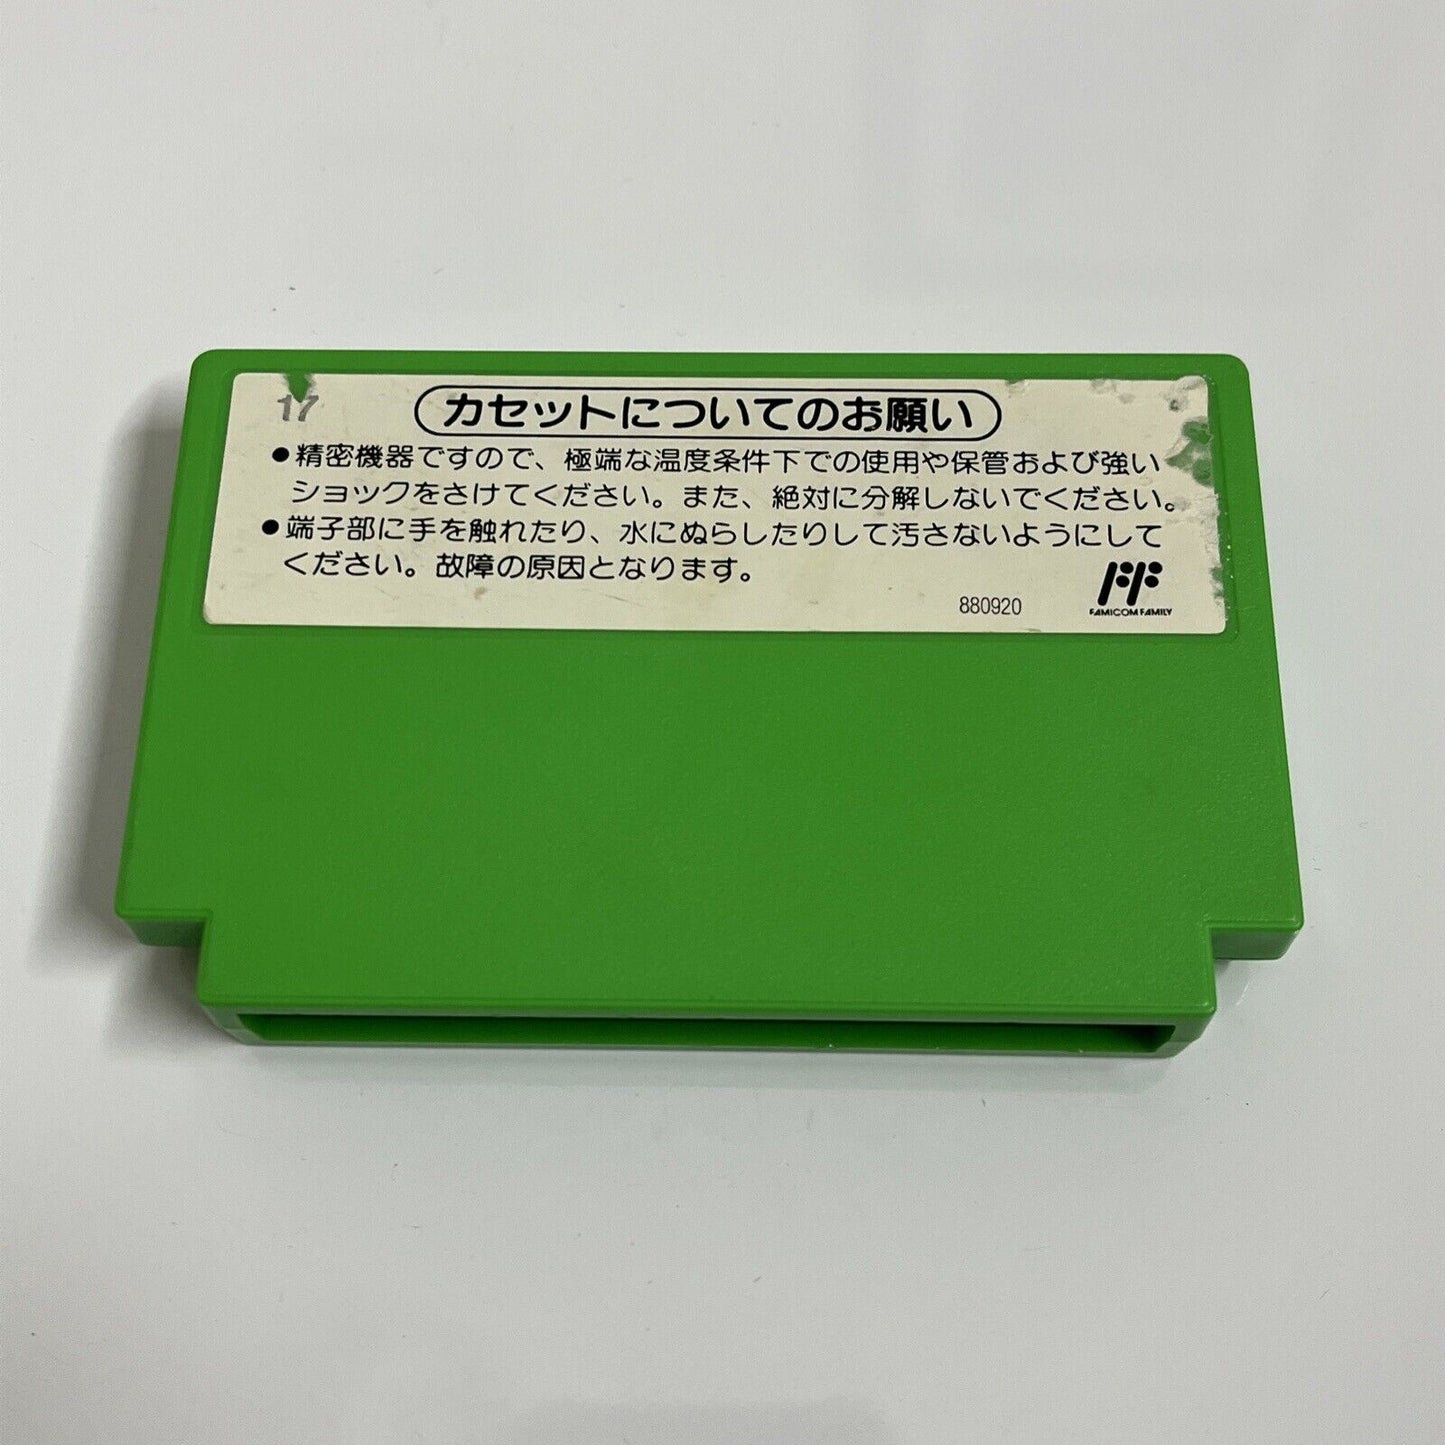 17
カセットについてのお願い
●精密機器ですので、極端な温度条件下での使用や保管および強い
ショックをさけてください。また、絶対に分解しないでください。
●端子部に手を触れたり、水にぬらしたりして汚さないようにして
ください。故障の原因となります。
880920
FF
FAMICOM FAMILY